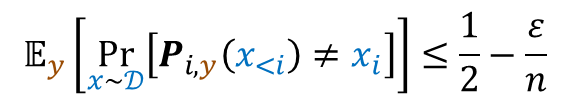 𝔼_y [ Pr_{x∼𝒟} [ P_{i,y}(x_{<i}) ≠ x_i ] ] ≤ 1/2 − ε/n